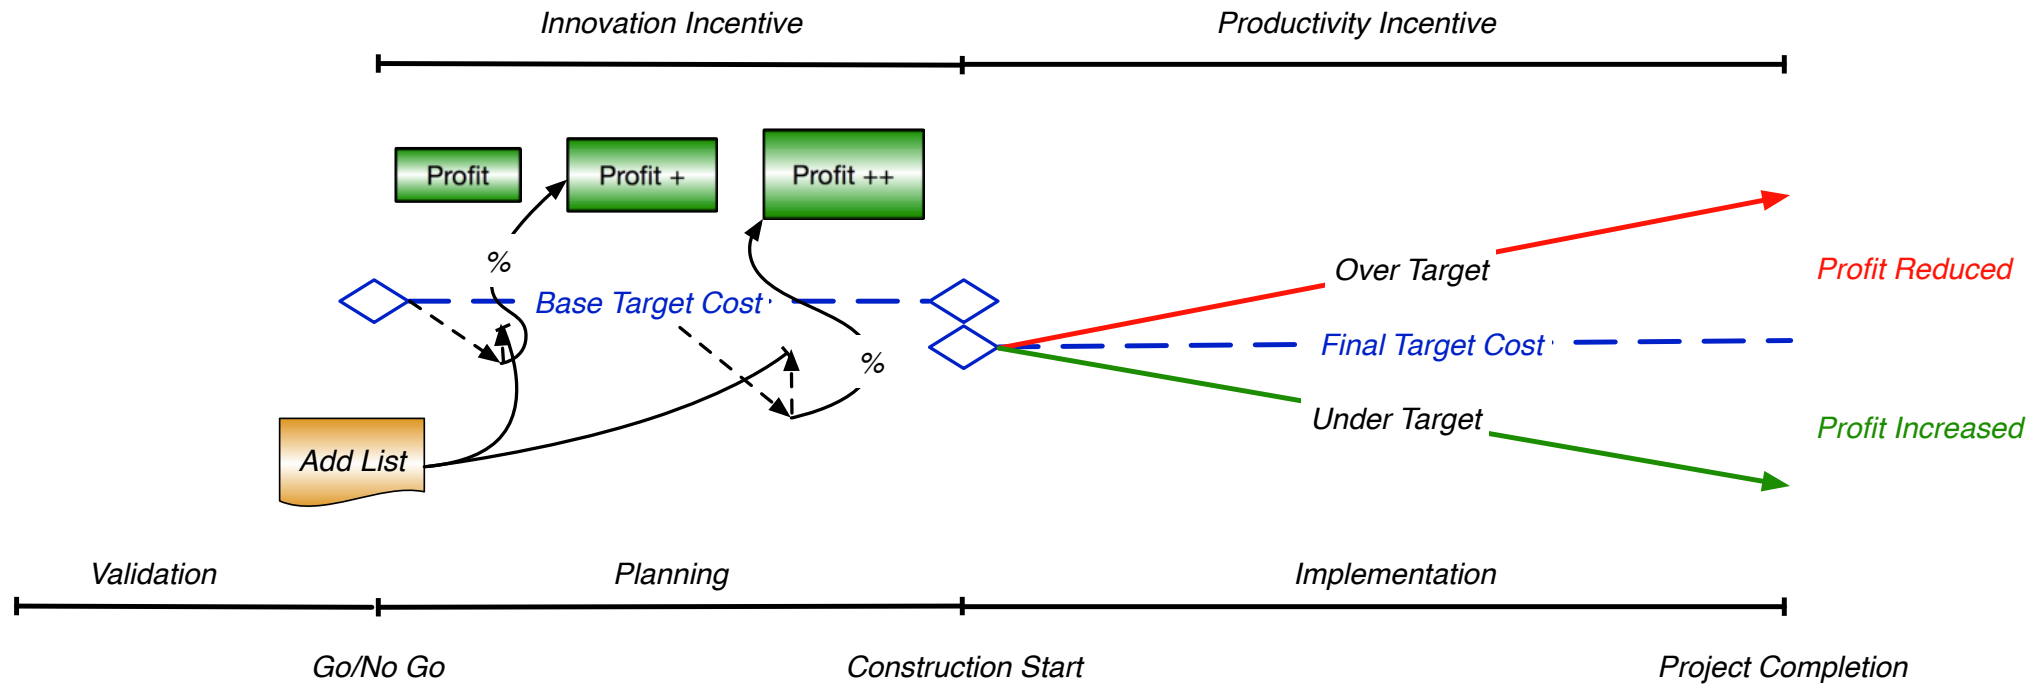 Innovation Incentive
Productivity Incentive
Profit
Profit +
Profit ++
%
Over Target
Profit Reduced
Base Target Cost
Final Target Cost
%
Under Target
Profit Increased
Add List
Validation
Planning
Implementation
Go/No Go
Construction Start
Project Completion